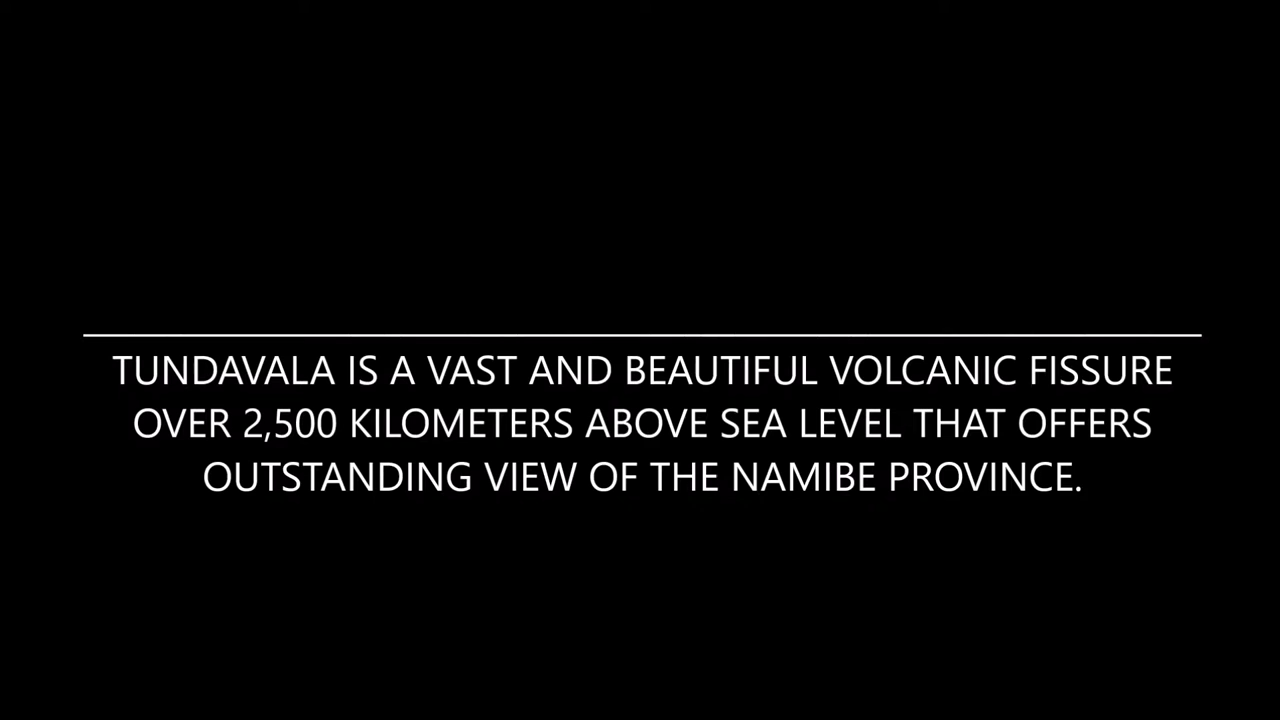 TUNDAVALA IS A VAST AND BEAUTIFUL VOLCANIC FISSURE
OVER 2,500 KILOMETERS ABOVE SEA LEVEL THAT OFFERS
OUTSTANDING VIEW OF THE NAMIBE PROVINCE.